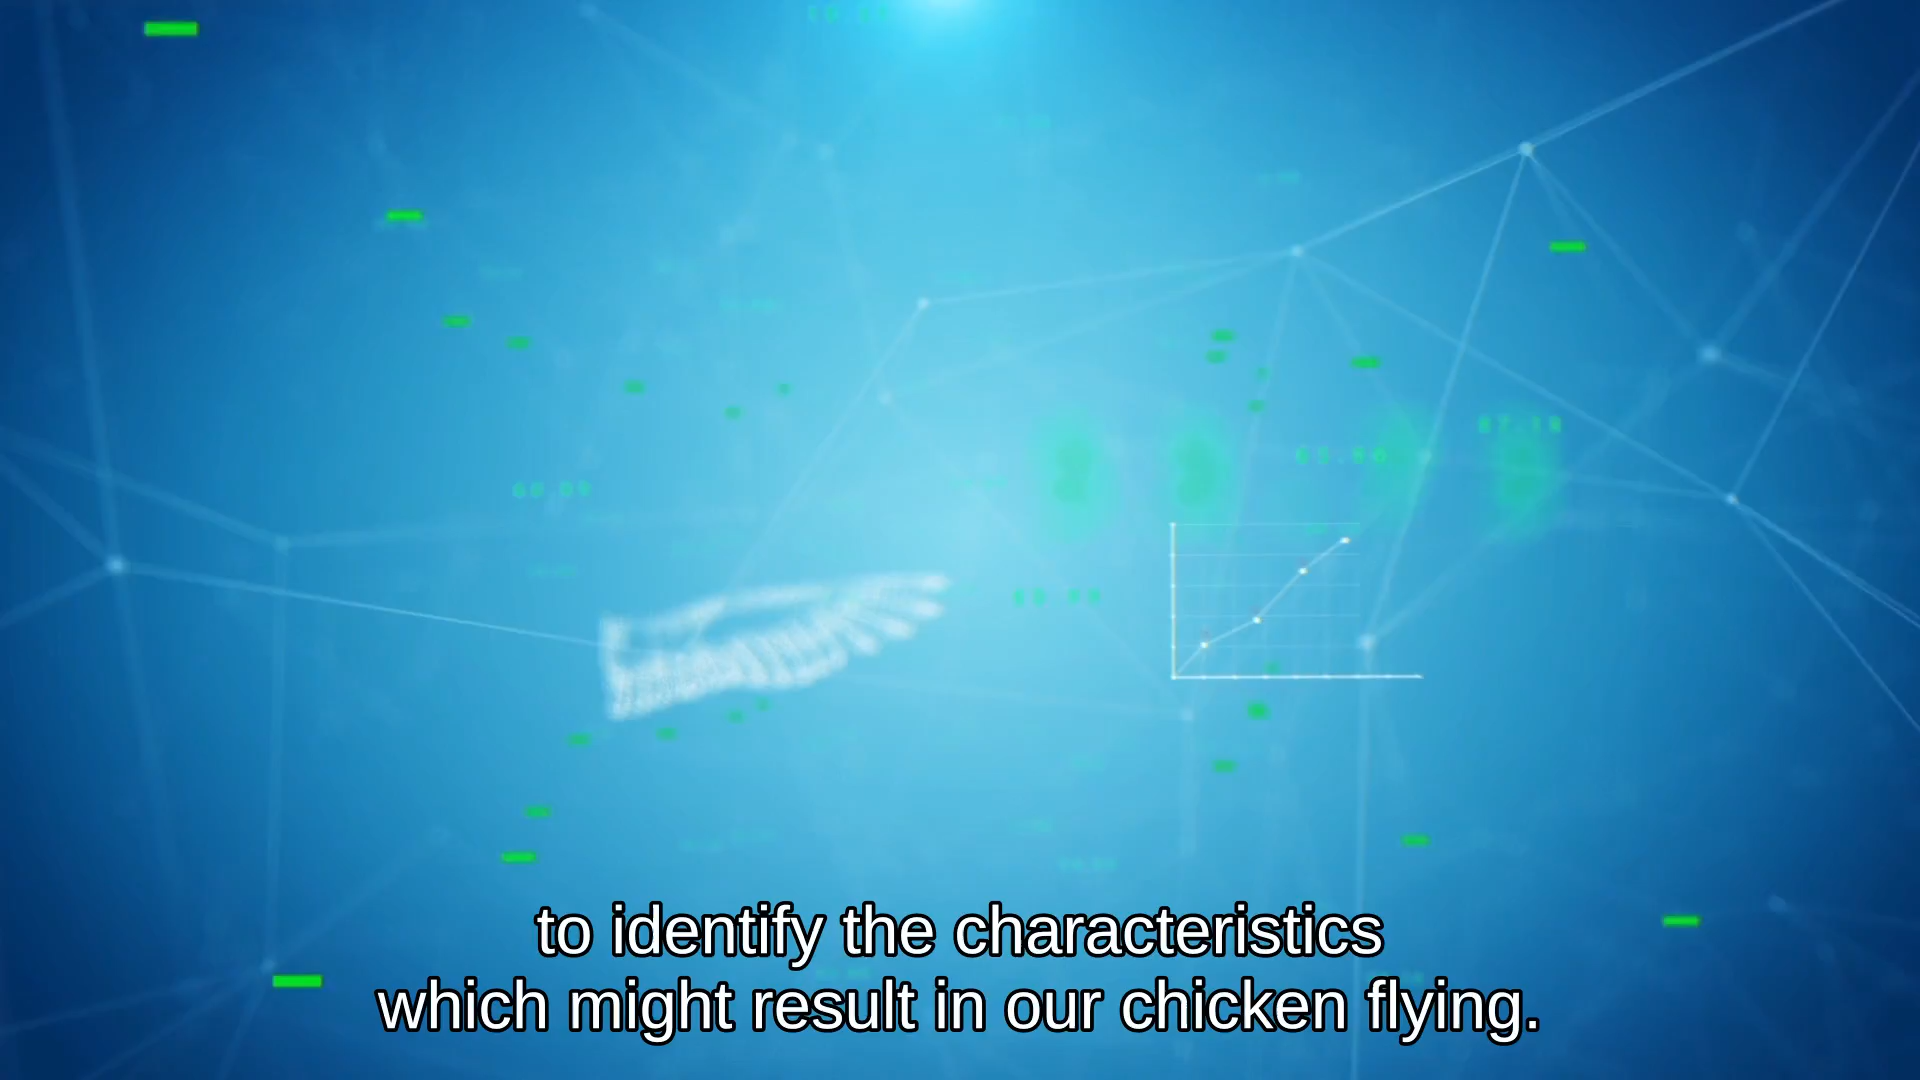 to identify the characteristics
which might result in our chicken flying.